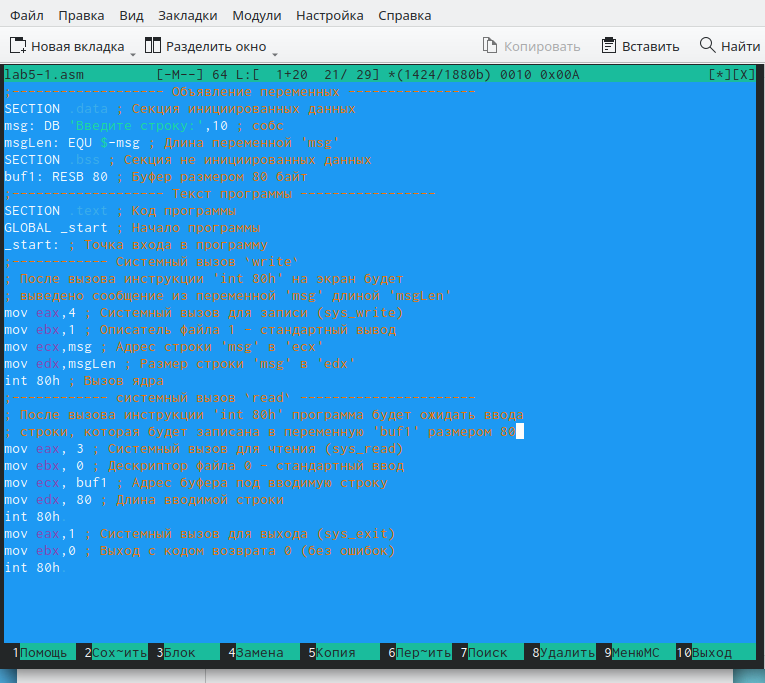 Файл Правка Вид Закладки Модули Настройка Справка
Новая вкладка Разделить окно Копировать Вставить Найти
lab5-1.asm [-M--] 64 L:[ 1+20 21/ 29] *(1424/1880b) 0010 0x00A [*][X]
;------------------- Объявление переменных -----------------
SECTION .data ; Секция инициированных данных
msg: DB 'Введите строку:',10 ; собс
msgLen: EQU $-msg ; Длина переменной 'msg'
SECTION .bss ; Секция не инициированных данных
buf1: RESB 80 ; Буфер размером 80 байт
;------------------- Текст программы -----------------
SECTION .text ; Код программы
GLOBAL _start ; Начало программы
_start: ; Точка входа в программу
;------------ Системный вызов `write`
; После вызова инструкции 'int 80h' на экран будет
; выведено сообщение из переменной 'msg' длиной 'msgLen'
mov eax,4 ; Системный вызов для записи (sys_write)
mov ebx,1 ; Описатель файла 1 - стандартный вывод
mov ecx,msg ; Адрес строки 'msg' в 'ecx'
mov edx,msgLen ; Размер строки 'msg' в 'edx'
int 80h ; Вызов ядра
;------------ системный вызов `read` ----------------------
; После вызова инструкции 'int 80h' программа будет ожидать ввода
; строки, которая будет записана в переменную 'buf1' размером 80
mov eax, 3 ; Системный вызов для чтения (sys_read)
mov ebx, 0 ; Дескриптор файла 0 - стандартный ввод
mov ecx, buf1 ; Адрес буфера под вводимую строку
mov edx, 80 ; Длина вводимой строки
int 80h
mov eax,1 ; Системный вызов для выхода (sys_exit)
mov ebx,0 ; Выход с кодом возврата 0 (без ошибок)
int 80h
1Помощь 2Сох~ить 3Блок 4Замена 5Копия 6Пер~ить 7Поиск 8Удалить 9МенюМС 10Выход